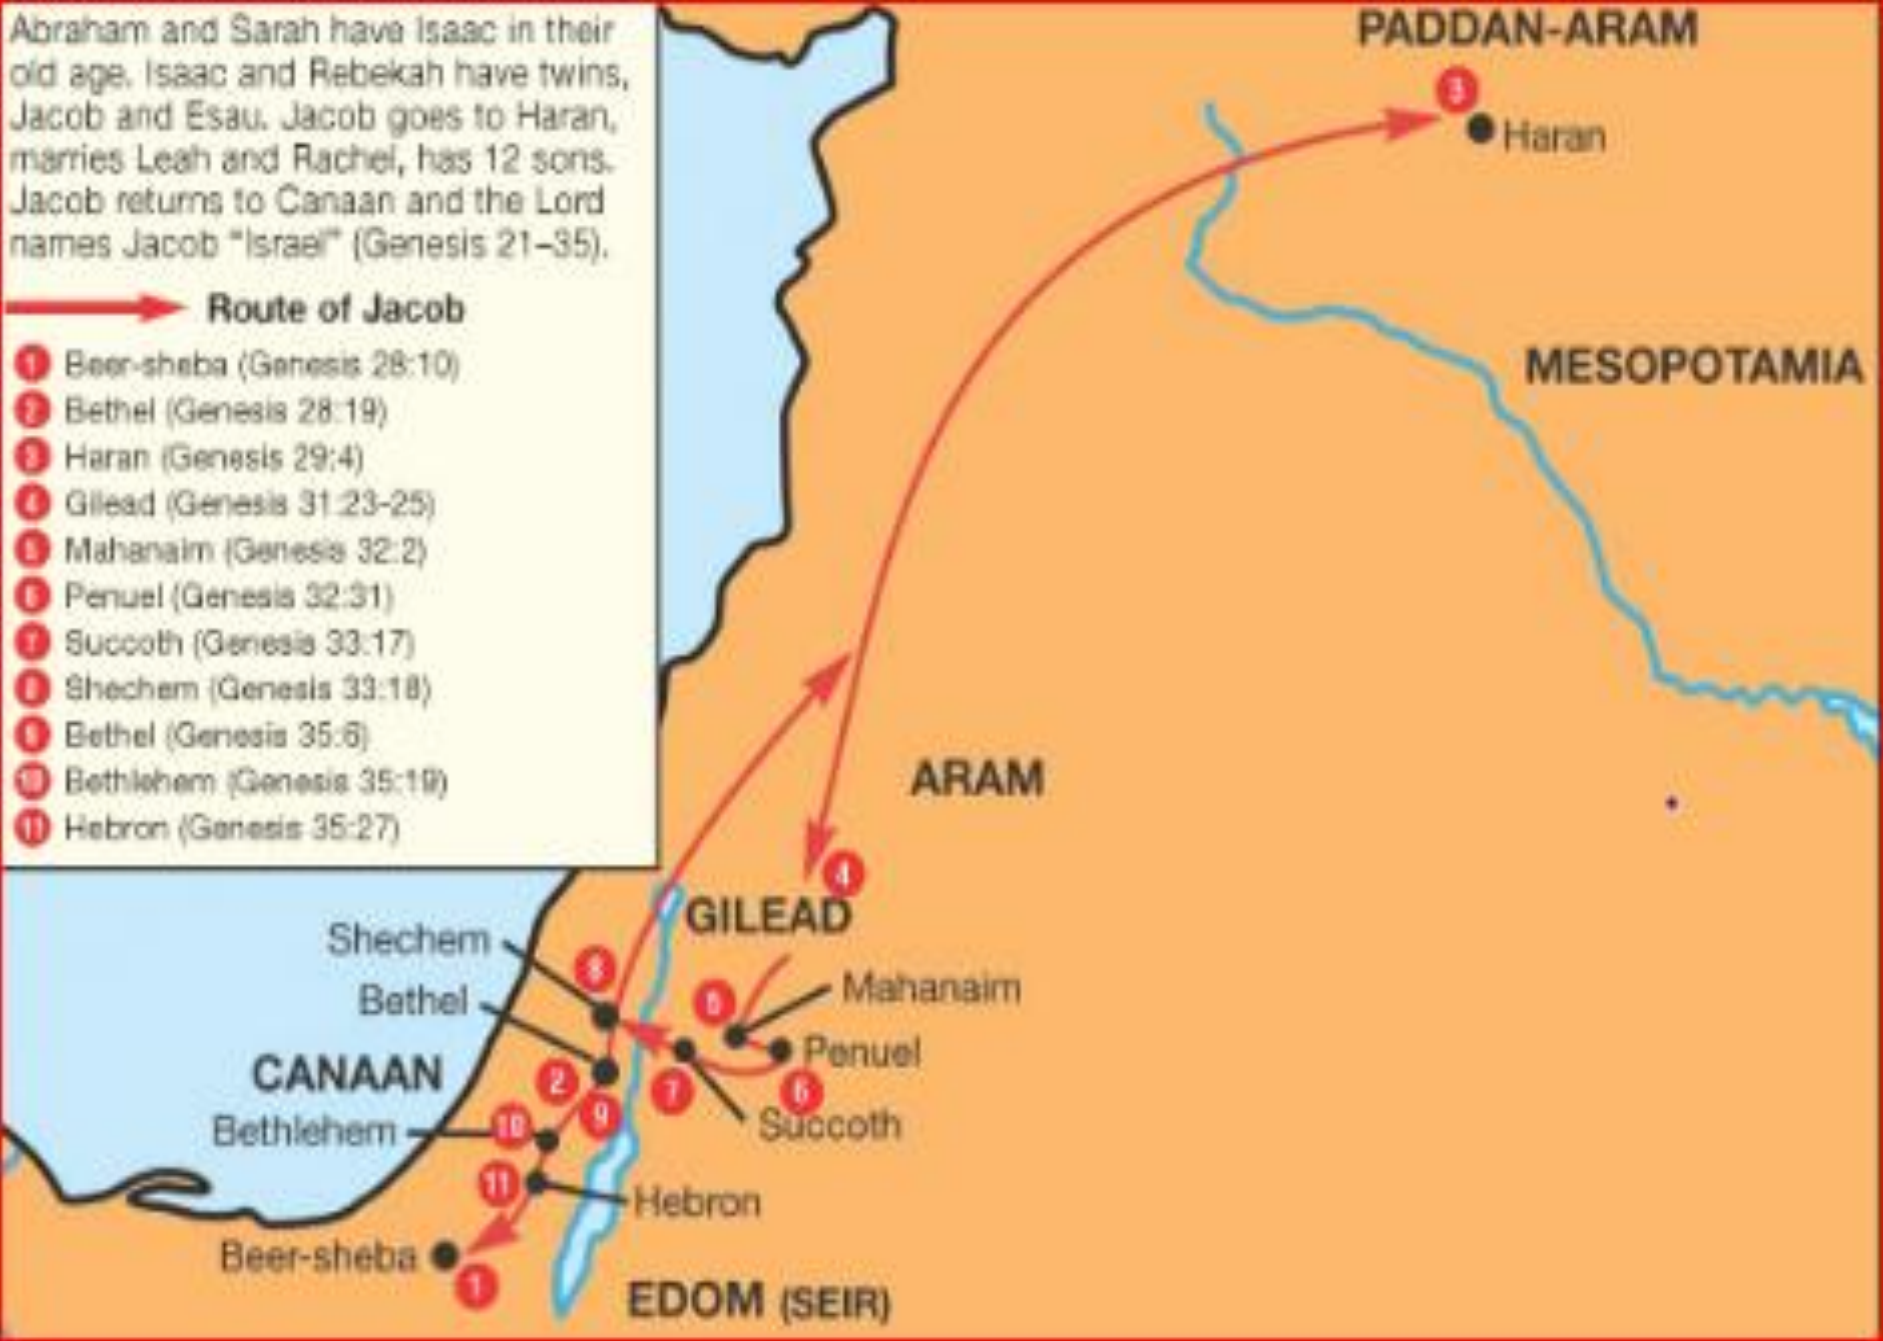 Abraham and Sarah have Isaac in their
old age. Isaac and Rebekah have twins,
Jacob and Esau. Jacob goes to Haran,
marries Leah and Rachel, has 12 sons.
Jacob returns to Canaan and the Lord
names Jacob "Israel" (Genesis 21–35).
Route of Jacob
1 Beer-sheba (Genesis 28:10)
2 Bethel (Genesis 28:19)
3 Haran (Genesis 29:4)
4 Gilead (Genesis 31:23-25)
5 Mahanaim (Genesis 32:2)
6 Penuel (Genesis 32:31)
7 Succoth (Genesis 33:17)
8 Shechem (Genesis 33:18)
9 Bethel (Genesis 35:6)
10 Bethlehem (Genesis 35:19)
11 Hebron (Genesis 35:27)
PADDAN-ARAM
3
Haran
MESOPOTAMIA
ARAM
4
GILEAD
Shechem
8
Bethel
5
Mahanaim
Penuel
CANAAN
2
7
6
9
Bethlehem
10
Succoth
11
Hebron
Beer-sheba
1
EDOM (SEIR)